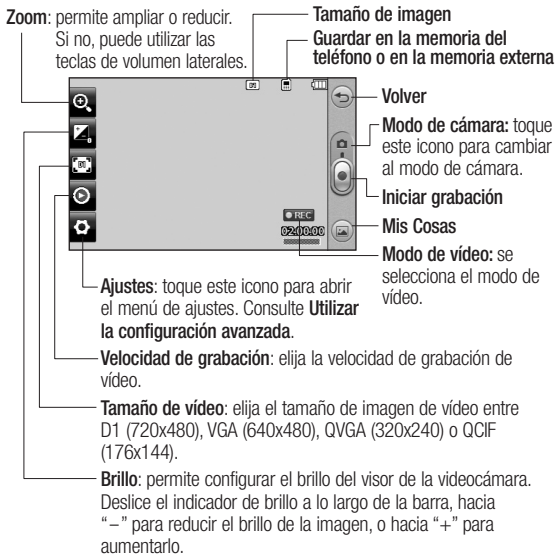 Zoom: permite ampliar o reducir.
Si no, puede utilizar las
teclas de volumen laterales.
Tamaño de imagen
Guardar en la memoria del
teléfono o en la memoria externa
Volver
Modo de cámara: toque
este icono para cambiar
al modo de cámara.
Iniciar grabación
Mis Cosas
Modo de vídeo: se
selecciona el modo de
vídeo.
D1
0
D1
REC
02:00:00
Ajustes: toque este icono para abrir
el menú de ajustes. Consulte Utilizar
la configuración avanzada.
Velocidad de grabación: elija la velocidad de grabación de
vídeo.
Tamaño de vídeo: elija el tamaño de imagen de vídeo entre
D1 (720x480), VGA (640x480), QVGA (320x240) o QCIF
(176x144).
Brillo: permite configurar el brillo del visor de la videocámara.
Deslice el indicador de brillo a lo largo de la barra, hacia
“–” para reducir el brillo de la imagen, o hacia “+” para
aumentarlo.